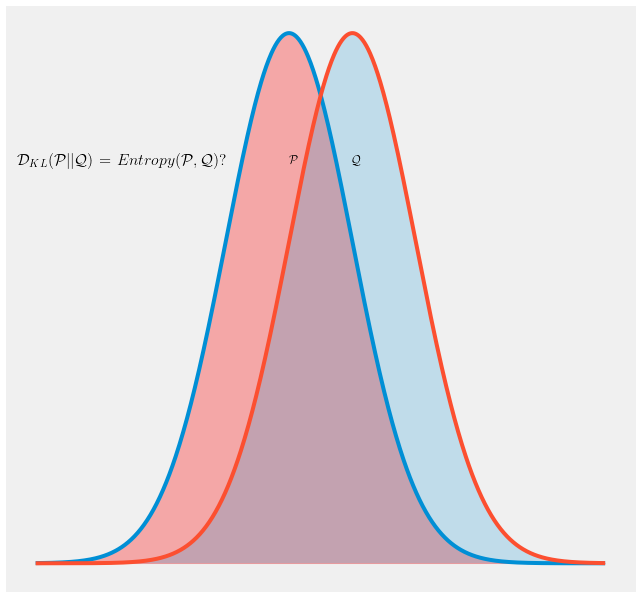 𝒟_{KL}(𝒫||𝒬) = Entropy(𝒫, 𝒬)?
𝒫
𝒬